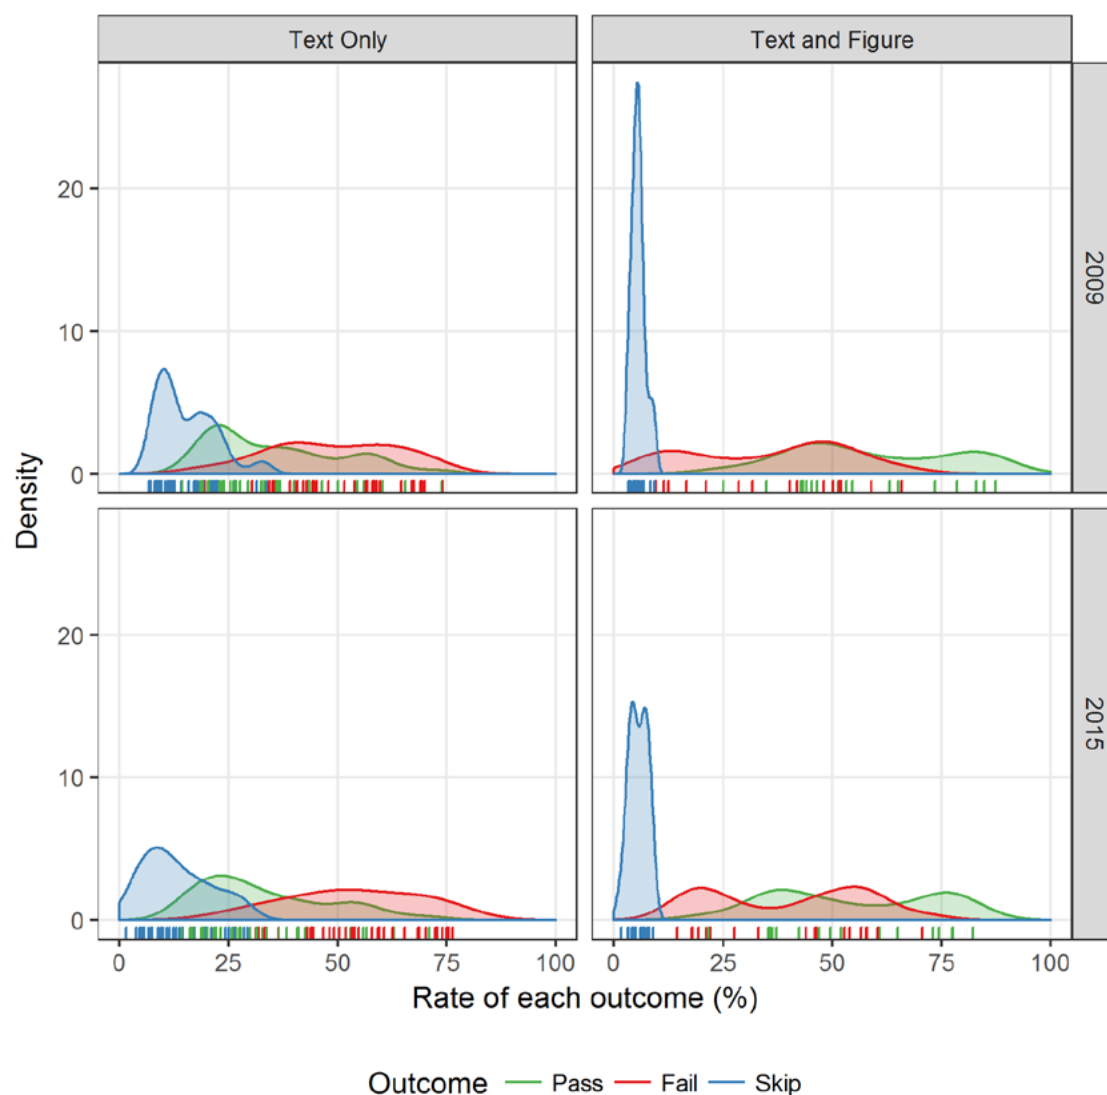 Text Only
Text and Figure
20
10
0
2009
Density
20
10
0
2015
0 25 50 75 100
0 25 50 75 100
Rate of each outcome (%)
Outcome Pass Fail Skip